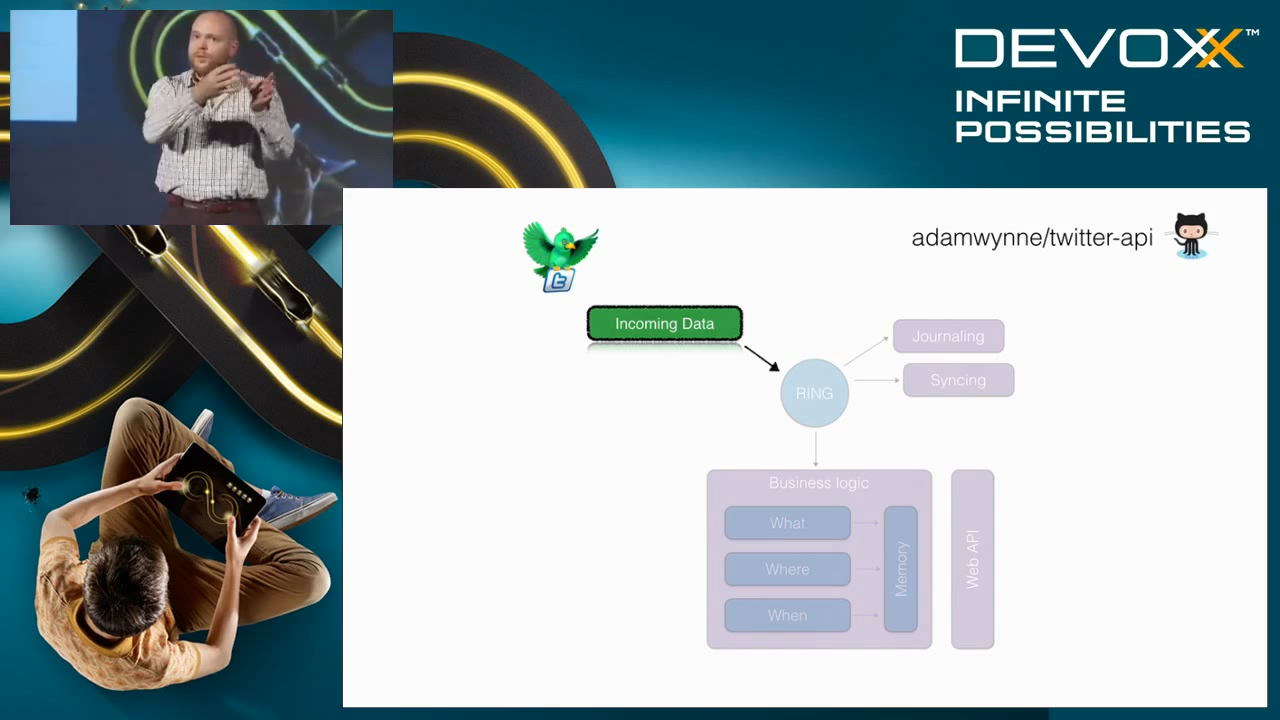 DEVOXX™
INFINITE
POSSIBILITIES
adamwynne/twitter-api
Incoming Data
Journaling
Syncing
RING
Business logic
What
Where
When
Memory
Web API